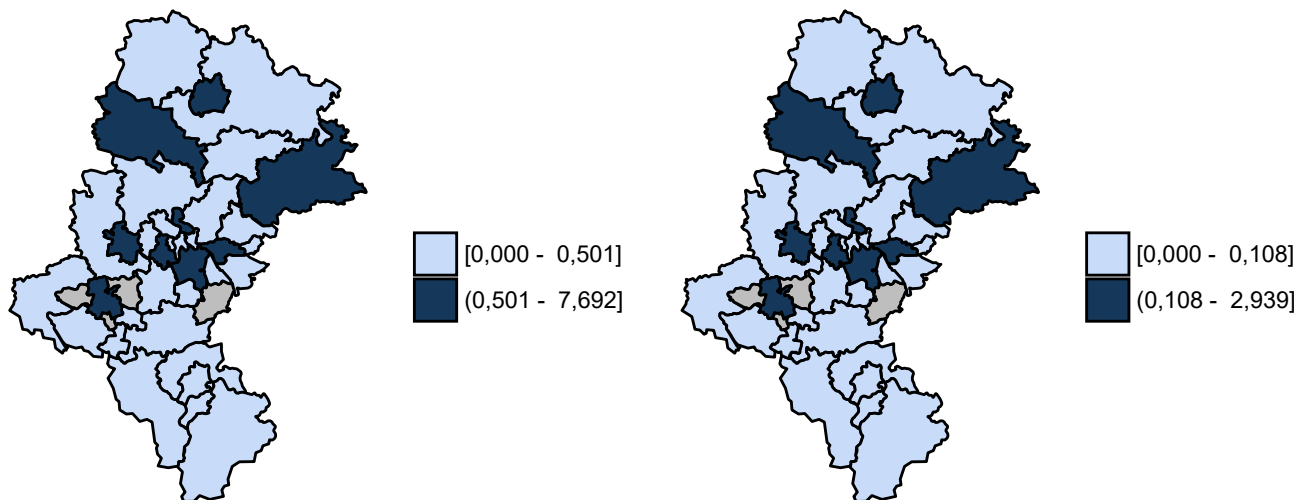 [0,000 - 0,501]
(0,501 - 7,692]
[0,000 - 0,108]
(0,108 - 2,939]